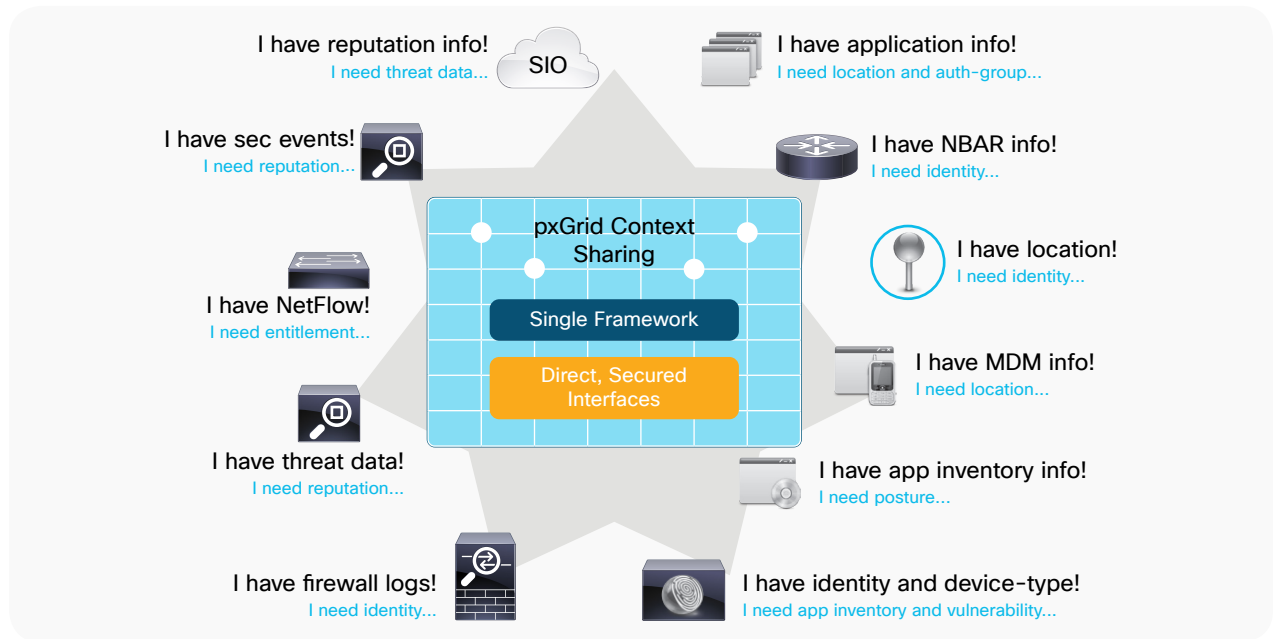 I have reputation info!
I need threat data...
SIO
I have application info!
I need location and auth-group...
I have sec events!
I need reputation...
I have NBAR info!
I need identity...
pxGrid Context
Sharing
I have location!
I need identity...
I have NetFlow!
I need entitlement...
Single Framework
Direct, Secured
Interfaces
I have MDM info!
I need location...
I have threat data!
I need reputation...
I have app inventory info!
I need posture...
I have firewall logs!
I need identity...
I have identity and device-type!
I need app inventory and vulnerability...